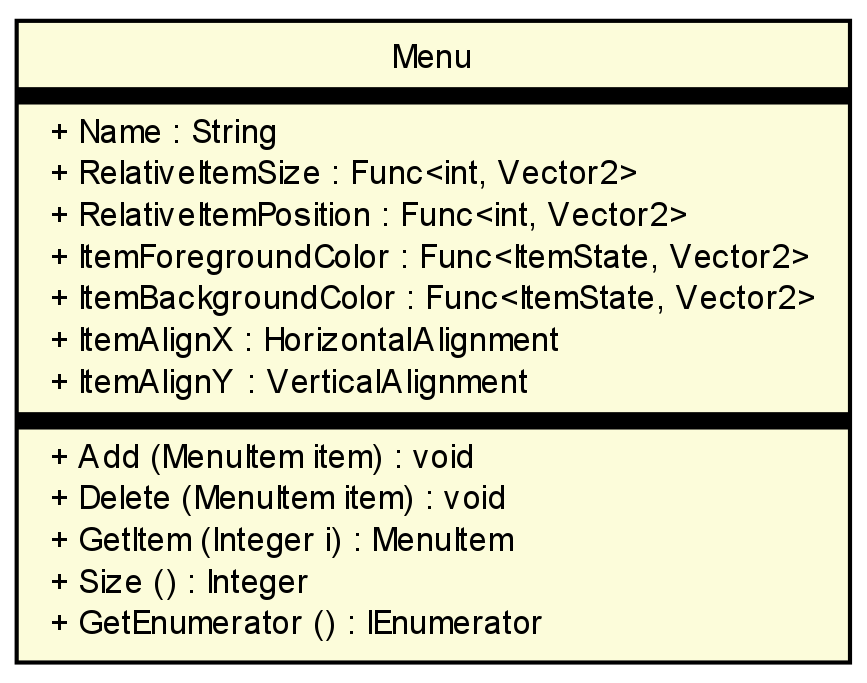 Menu
+ Name : String
+ RelativeItemSize : Func<int, Vector2>
+ RelativeItemPosition : Func<int, Vector2>
+ ItemForegroundColor : Func<ItemState, Vector2>
+ ItemBackgroundColor : Func<ItemState, Vector2>
+ ItemAlignX : HorizontalAlignment
+ ItemAlignY : VerticalAlignment
+ Add (MenuItem item) : void
+ Delete (MenuItem item) : void
+ GetItem (Integer i) : MenuItem
+ Size () : Integer
+ GetEnumerator () : IEnumerator